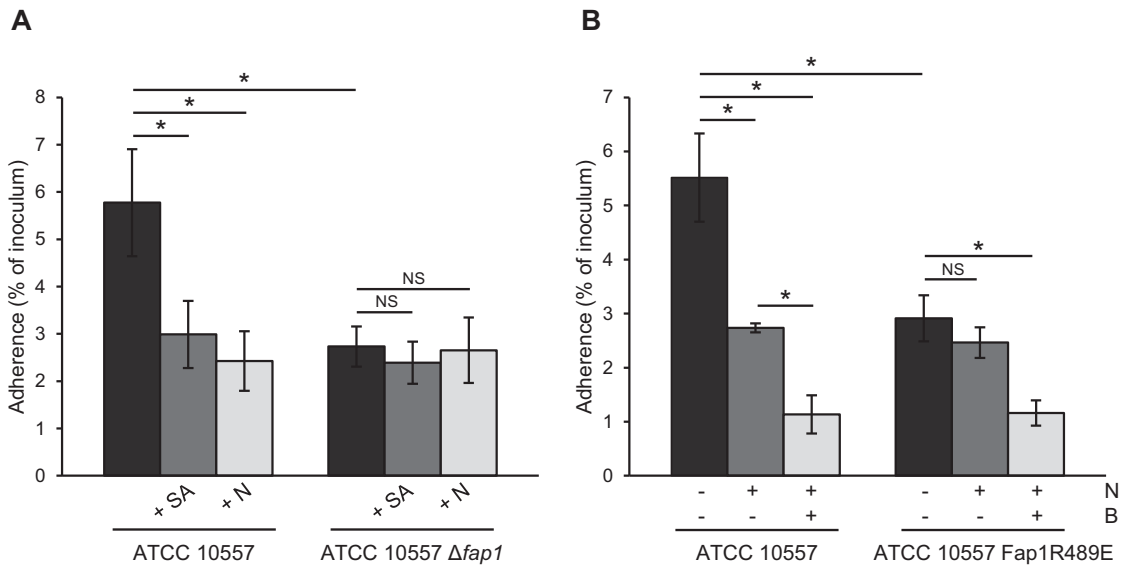 A
Adherence (% of inoculum)
8
7
6
5
4
3
2
1
0
*
*
*
NS
NS
+ SA
+ N
+ SA
+ N
ATCC 10557
ATCC 10557 Δfap1
B
Adherence (% of inoculum)
7
6
5
4
3
2
1
0
*
*
*
*
*
NS
- + + - + + N
- - + - - + B
ATCC 10557
ATCC 10557 Fap1R489E